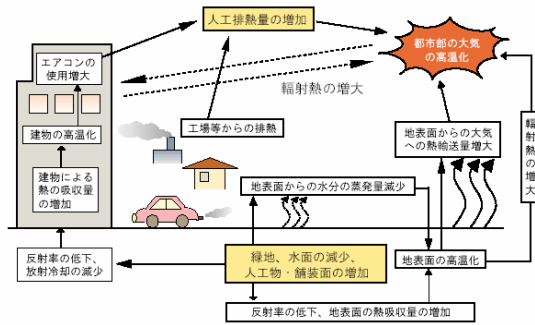 人工排熱量の増加
都市部の大気
の高温化
エアコンの
使用増大
輻射熱の増大
工場等からの排熱
建物の高温化
地表面からの大気
への熱輸送量増大
輻射熱の増大
建物による
熱の吸収量
の増加
地表面からの水分の蒸発量減少
反射率の低下、
放射冷却の減少
緑地、水面の減少、
人工物・舗装面の増加
地表面の高温化
反射率の低下、地表面の熱吸収量の増加